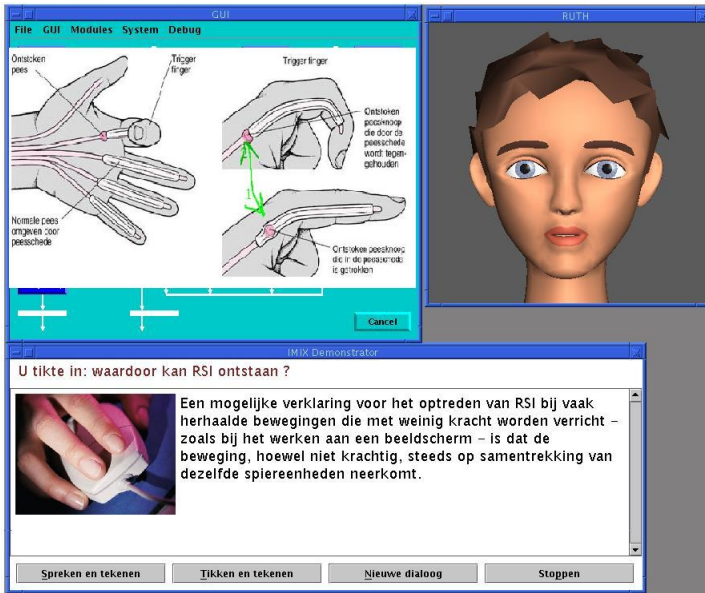 GUI
File GUI Modules System Debug
Ontstoken
pees
Trigger
finger
Normale pees
omgeven door
peesschede
Trigger finger
Ontstoken
peesknoop
die door de
peesschede
wordt tegen-
gehouden
2
1
Ontstoken peesknoop
die in de peesschede
is getrokken
Cancel
RUTH
IMIX Demonstrator
U tikte in: waardoor kan RSI ontstaan ?
Een mogelijke verklaring voor het optreden van RSI bij vaak
herhaalde bewegingen die met weinig kracht worden verricht –
zoals bij het werken aan een beeldscherm – is dat de
beweging, hoewel niet krachtig, steeds op samentrekking van
dezelfde spiereenheden neerkomt.
Spreken en tekenen
Tikken en tekenen
Nieuwe dialoog
Stoppen